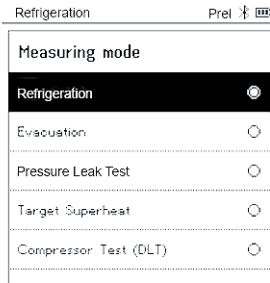 Refrigeration Prel
Measuring mode
Refrigeration
Evacuation
Pressure Leak Test
Target Superheat
Compressor Test (DLT)